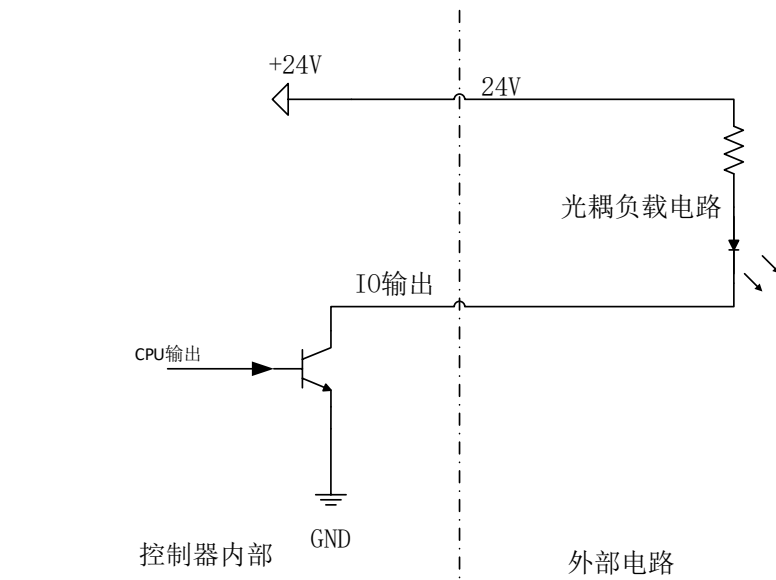 +24V
24V
光耦负载电路
IO输出
CPU输出
GND
控制器内部
外部电路